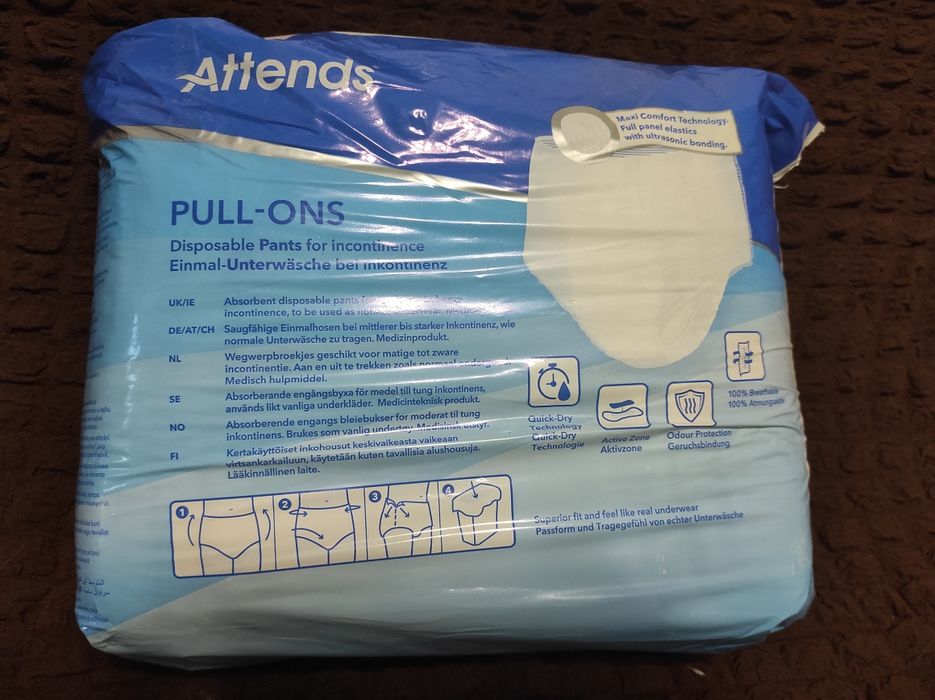 Attends
Maxi Comfort Technology-
Full panel elastics
with ultrasonic bonding.
PULL-ONS
Disposable Pants for incontinence
Einmal-Unterwäsche bei Inkontinenz
UK/IE
Absorbent disposable pants
incontinence, to be used as
DE/AT/CH
Saugfähige Einmalhosen bei mittlerer bis starker Inkontinenz, wie
normale Unterwäsche zu tragen. Medizinprodukt.
NL
Wegwerpbroekjes geschikt voor matige tot zware
incontinentie. Aan en uit te trekken zoals normaal
Medisch hulpmiddel.
SE
Absorberande engångsbyxa för medel till tung inkontinens,
används likt vanliga underkläder. Medicinteknisk produkt.
NO
Absorberende engangs bleiebukser for moderat til tung
inkontinens. Brukes som vanlig undertøy. Medisinsk utstyr.
FI
Kertakäyttöiset inkohousut keskivaikeasta vaikeaan
virtsankarkailuun, käytetään kuten tavallisia alushousuja.
Lääkinnällinen laite.
Quick-Dry
Technology
Quick-Dry
Technologie
Active Zone
Aktivzone
Odour Protection
Geruchsbindung
100% Breathable
100% Atmungsaktiv
1
2
3
4
Superior fit and feel like real underwear
Passform und Tragegefühl von echter Unterwäsche